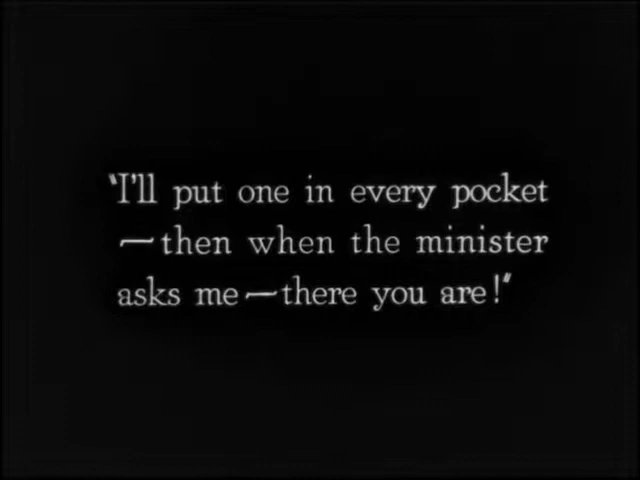 "I'll put one in every pocket
—then when the minister
asks me—there you are!"